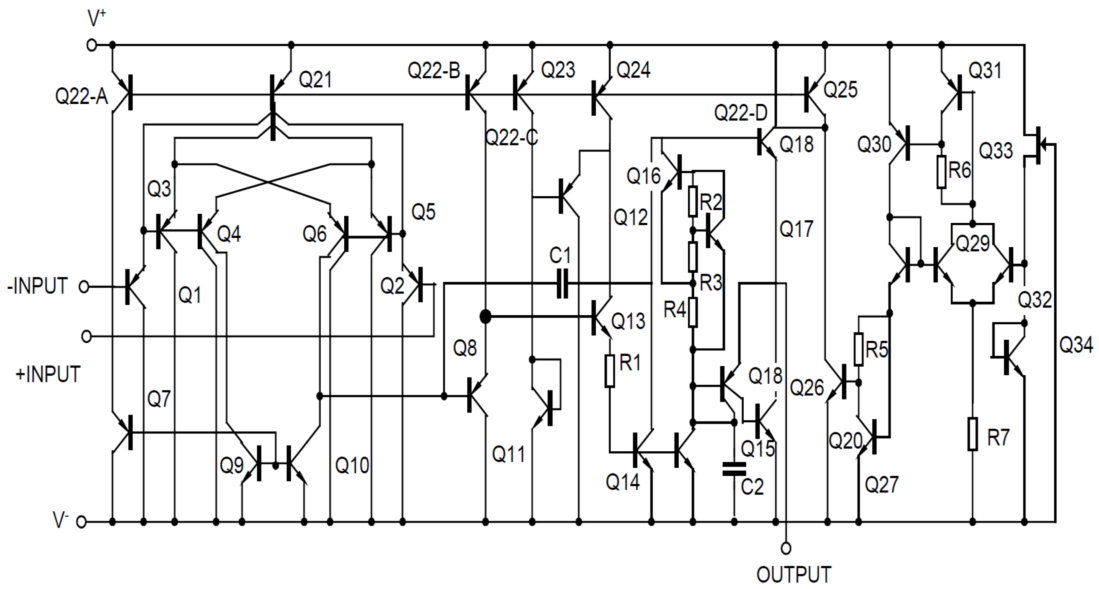 V+
Q22-A
Q21
Q22-B
Q23
Q24
Q22-C
Q22-D
Q25
Q31
Q18
Q30
R6
Q33
Q3
Q4
Q6
Q5
Q16
R2
Q12
Q17
Q29
-INPUT
Q1
Q2
C1
R3
R4
Q32
+INPUT
Q13
R1
R5
Q34
Q8
Q18
Q26
Q7
Q9
Q10
Q11
Q14
Q15
C2
Q20
Q27
R7
V-
OUTPUT